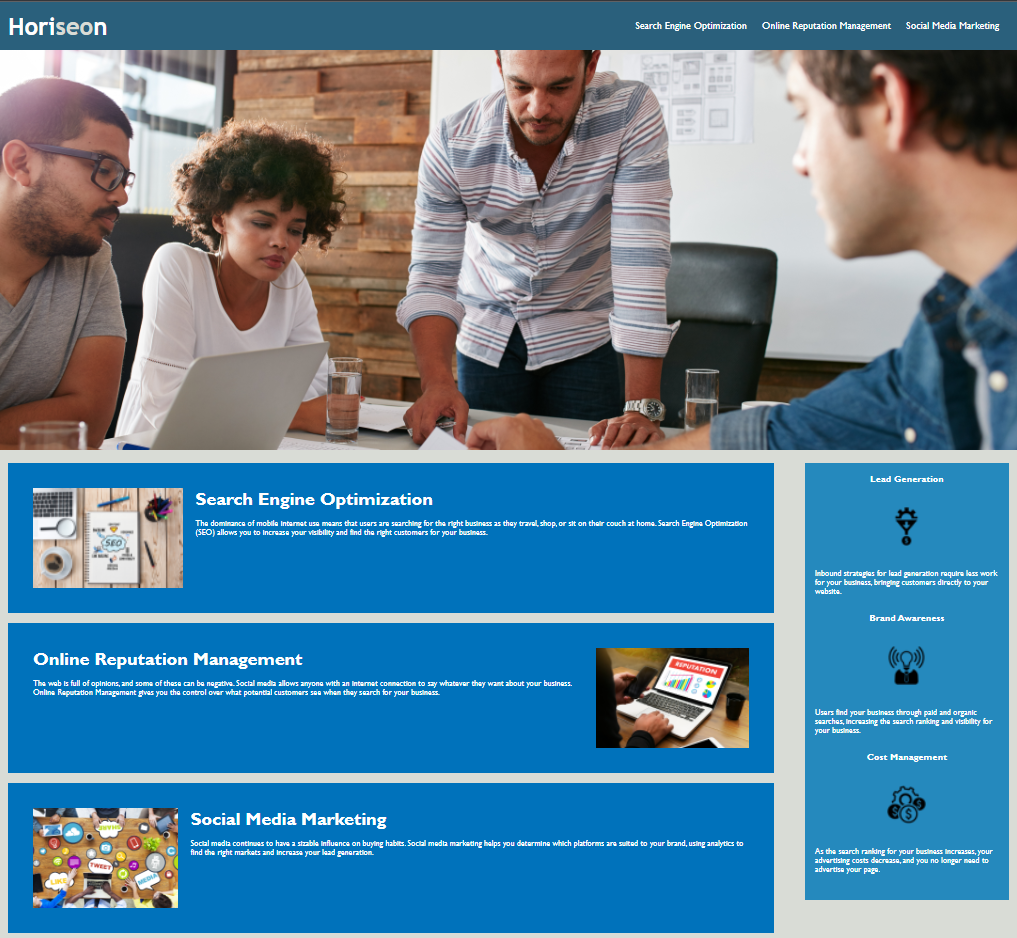 Horiseon
Search Engine Optimization
Online Reputation Management
Social Media Marketing
SEO
Search Engine Optimization
The dominance of mobile internet use means that users are searching for the right business as they travel, shop, or sit on their couch at home. Search Engine Optimization
(SEO) allows you to increase your visibility and find the right customers for your business.
Online Reputation Management
The web is full of opinions, and some of these can be negative. Social media allows anyone with an internet connection to say whatever they want about your business.
Online Reputation Management gives you the control over what potential customers see when they search for your business.
REPUTATION
Social Media Marketing
Social media continues to have a sizable influence on buying habits. Social media marketing helps you determine which platforms are suited to your brand, using analytics to
find the right markets and increase your lead generation.
TWEET
LIKE
MEDIA
Lead Generation
Inbound strategies for lead generation require less work
for your business, bringing customers directly to your
website.
Brand Awareness
Users find your business through paid and organic
searches, increasing the search ranking and visibility for
your business.
Cost Management
As the search ranking for your business increases, your
advertising costs decrease, and you no longer need to
advertise your page.